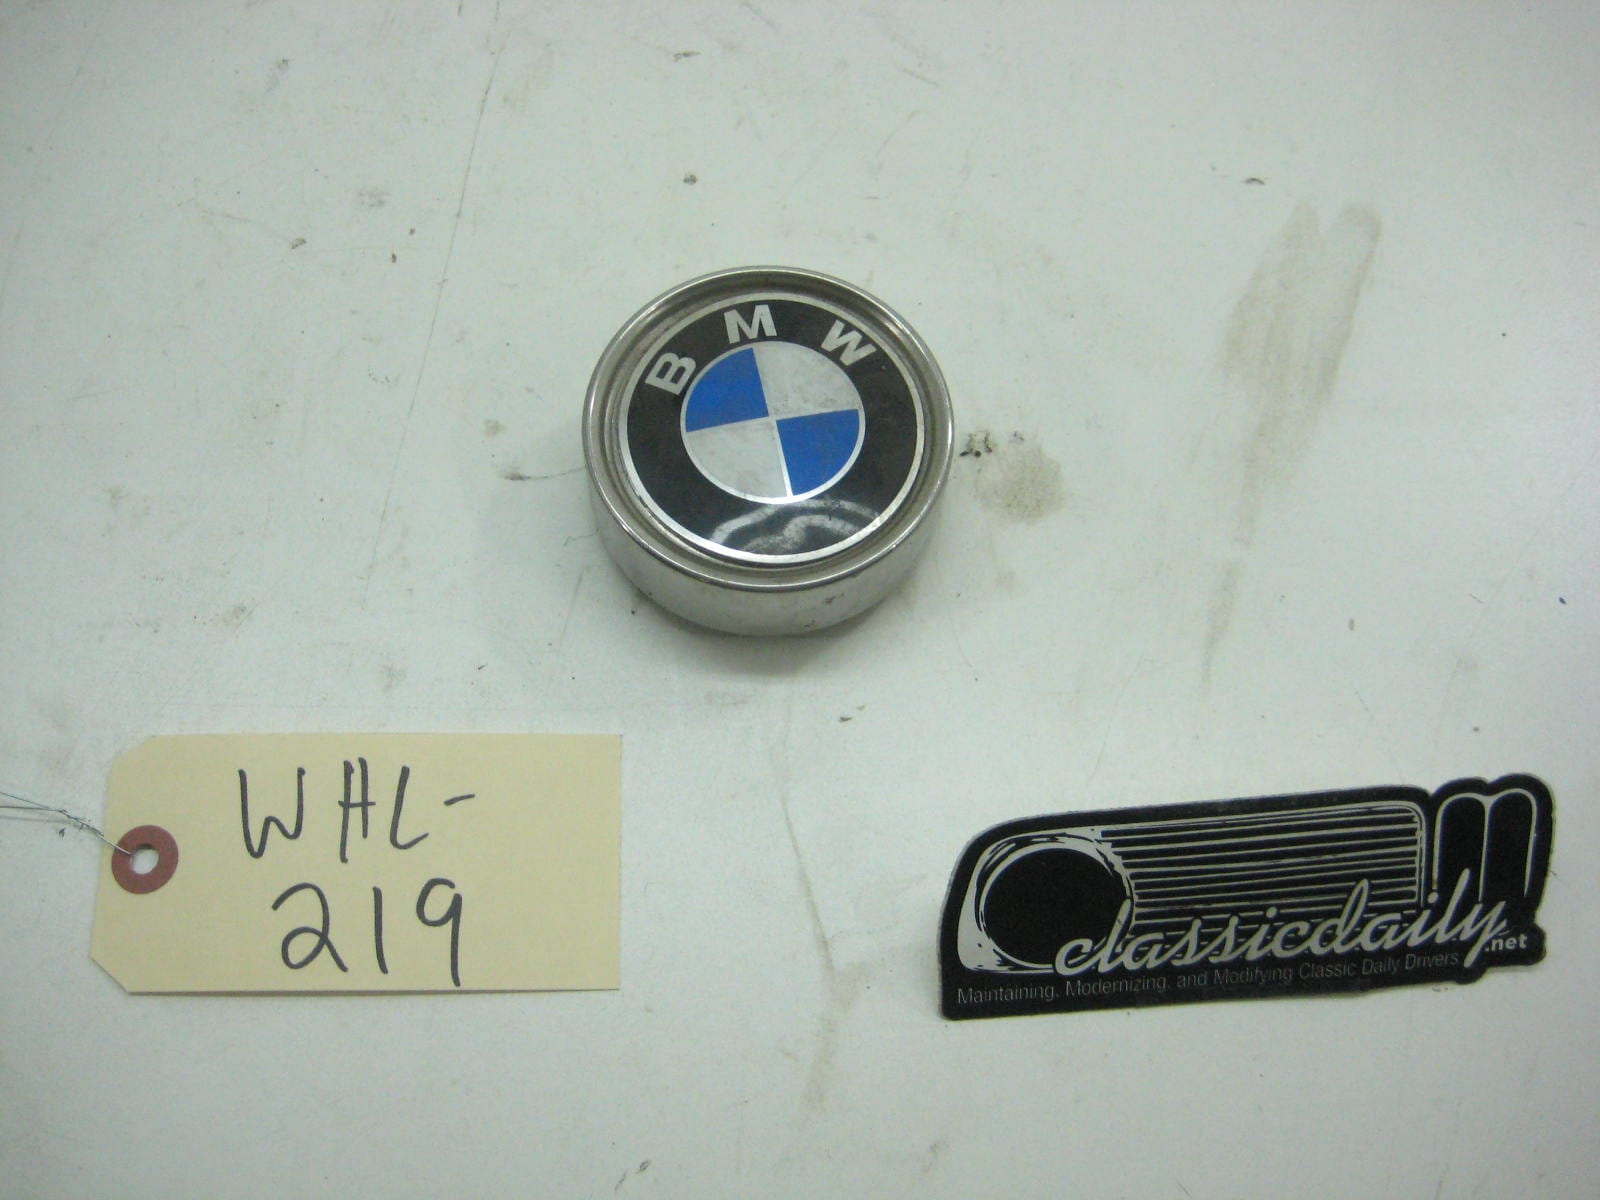 BMW
WHL-
219
classicdaily.net
Maintaining, Modernizing, and Modifying Classic Daily Drivers